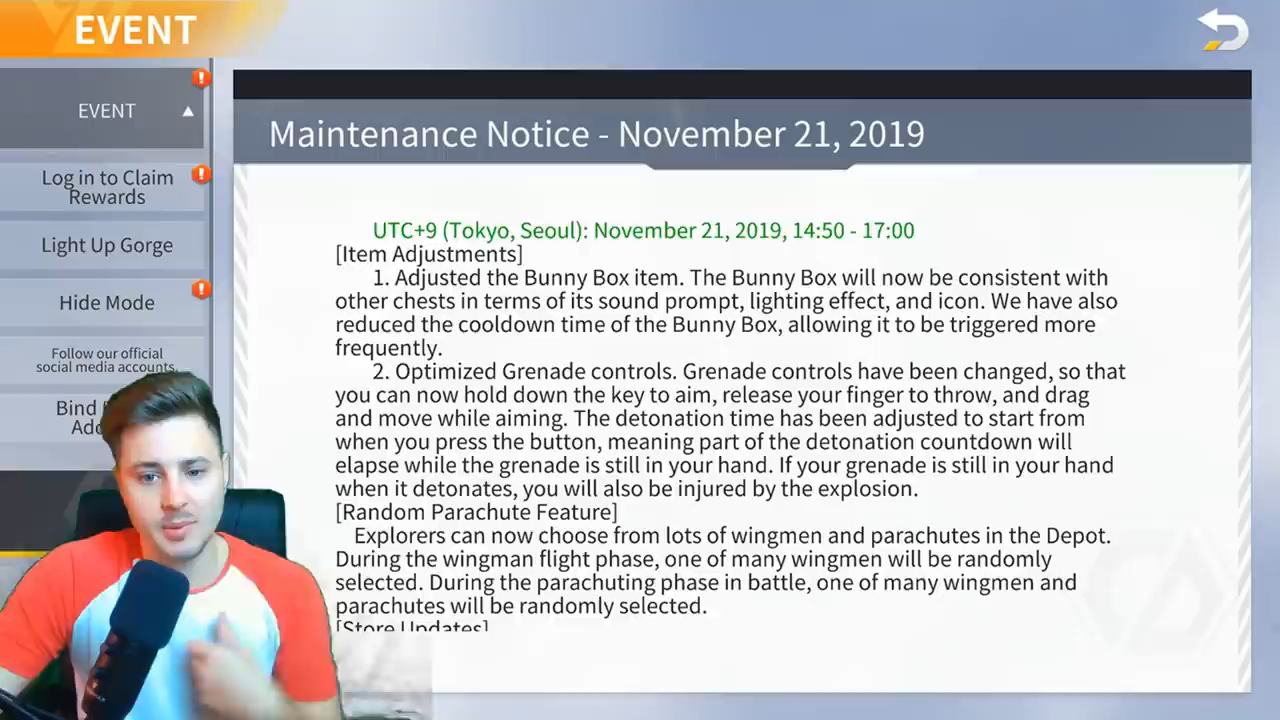 EVENT
EVENT
Log in to Claim
Rewards
Light Up Gorge
Hide Mode
Follow our official
social media accounts.
Bind
Maintenance Notice - November 21, 2019
UTC+9 (Tokyo, Seoul): November 21, 2019, 14:50 - 17:00
[Item Adjustments]
1. Adjusted the Bunny Box item. The Bunny Box will now be consistent with
other chests in terms of its sound prompt, lighting effect, and icon. We have also
reduced the cooldown time of the Bunny Box, allowing it to be triggered more
frequently.
2. Optimized Grenade controls. Grenade controls have been changed, so that
you can now hold down the key to aim, release your finger to throw, and drag
and move while aiming. The detonation time has been adjusted to start from
when you press the button, meaning part of the detonation countdown will
elapse while the grenade is still in your hand. If your grenade is still in your hand
when it detonates, you will also be injured by the explosion.
[Random Parachute Feature]
Explorers can now choose from lots of wingmen and parachutes in the Depot.
During the wingman flight phase, one of many wingmen will be randomly
selected. During the parachuting phase in battle, one of many wingmen and
parachutes will be randomly selected.
[Store Updates]